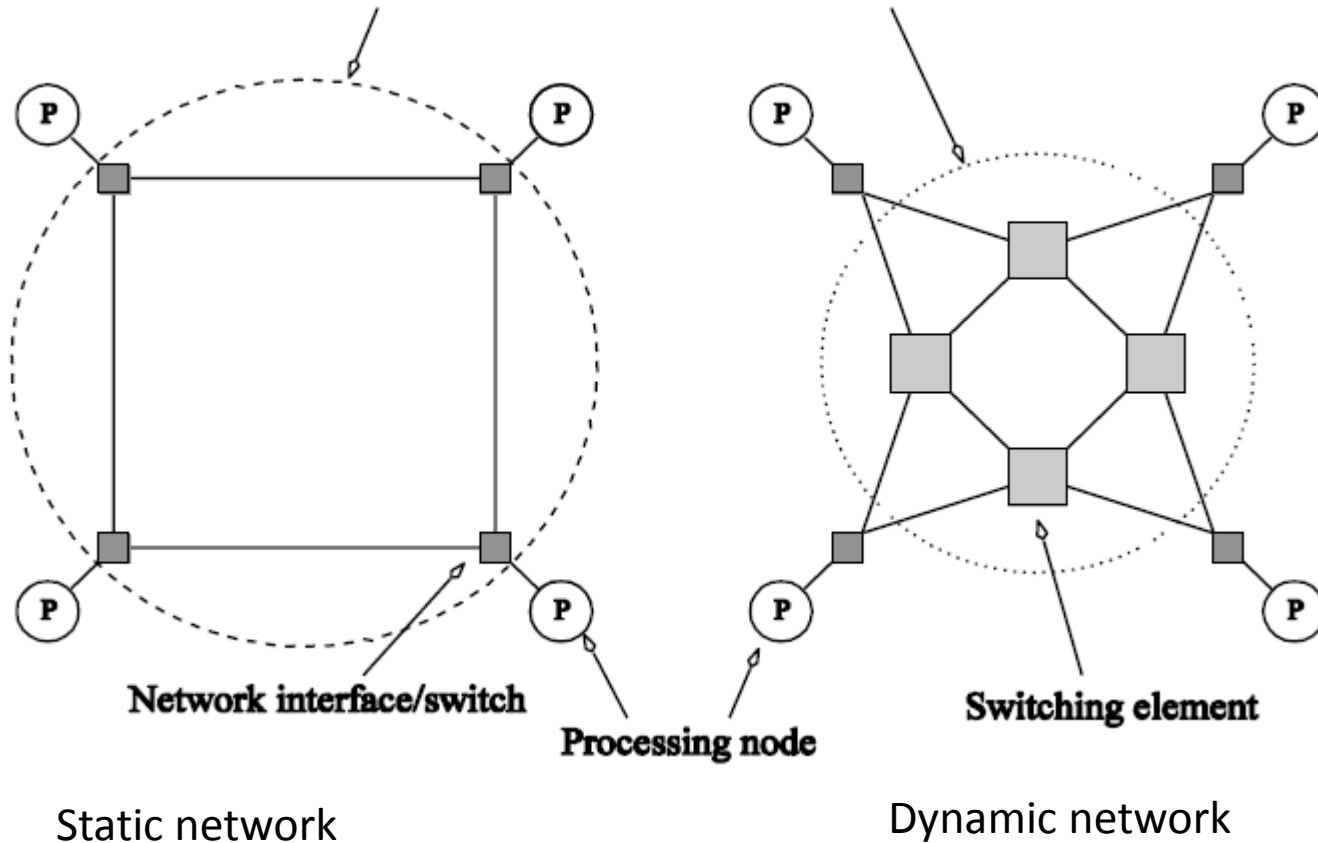 P
P
P
P
P
P
P
P
Network interface/switch
Processing node
Switching element
Static network
Dynamic network